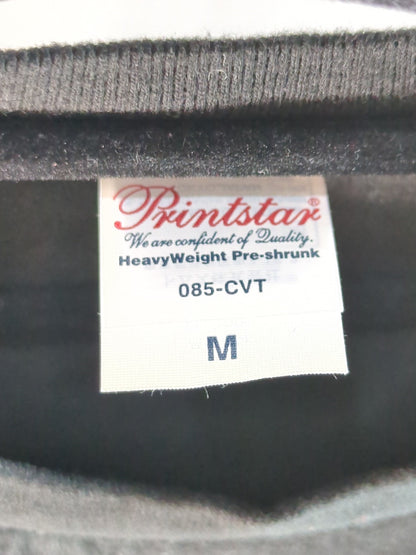 Printstar®
We are confident of Quality.
HeavyWeight Pre-shrunk
085-CVT
M